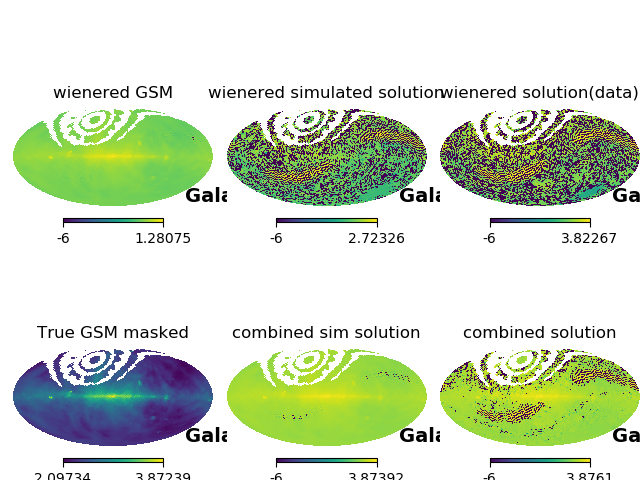 wienered GSM
wienered simulated solution
wienered solution(data)
Gala
Gala
Ga
-6 1.28075
-6 2.72326
-6 3.82267
True GSM masked
combined sim solution
combined solution
Gala
Gala
Ga
2.09734 3.87239
-6 3.87392
-6 3.8761